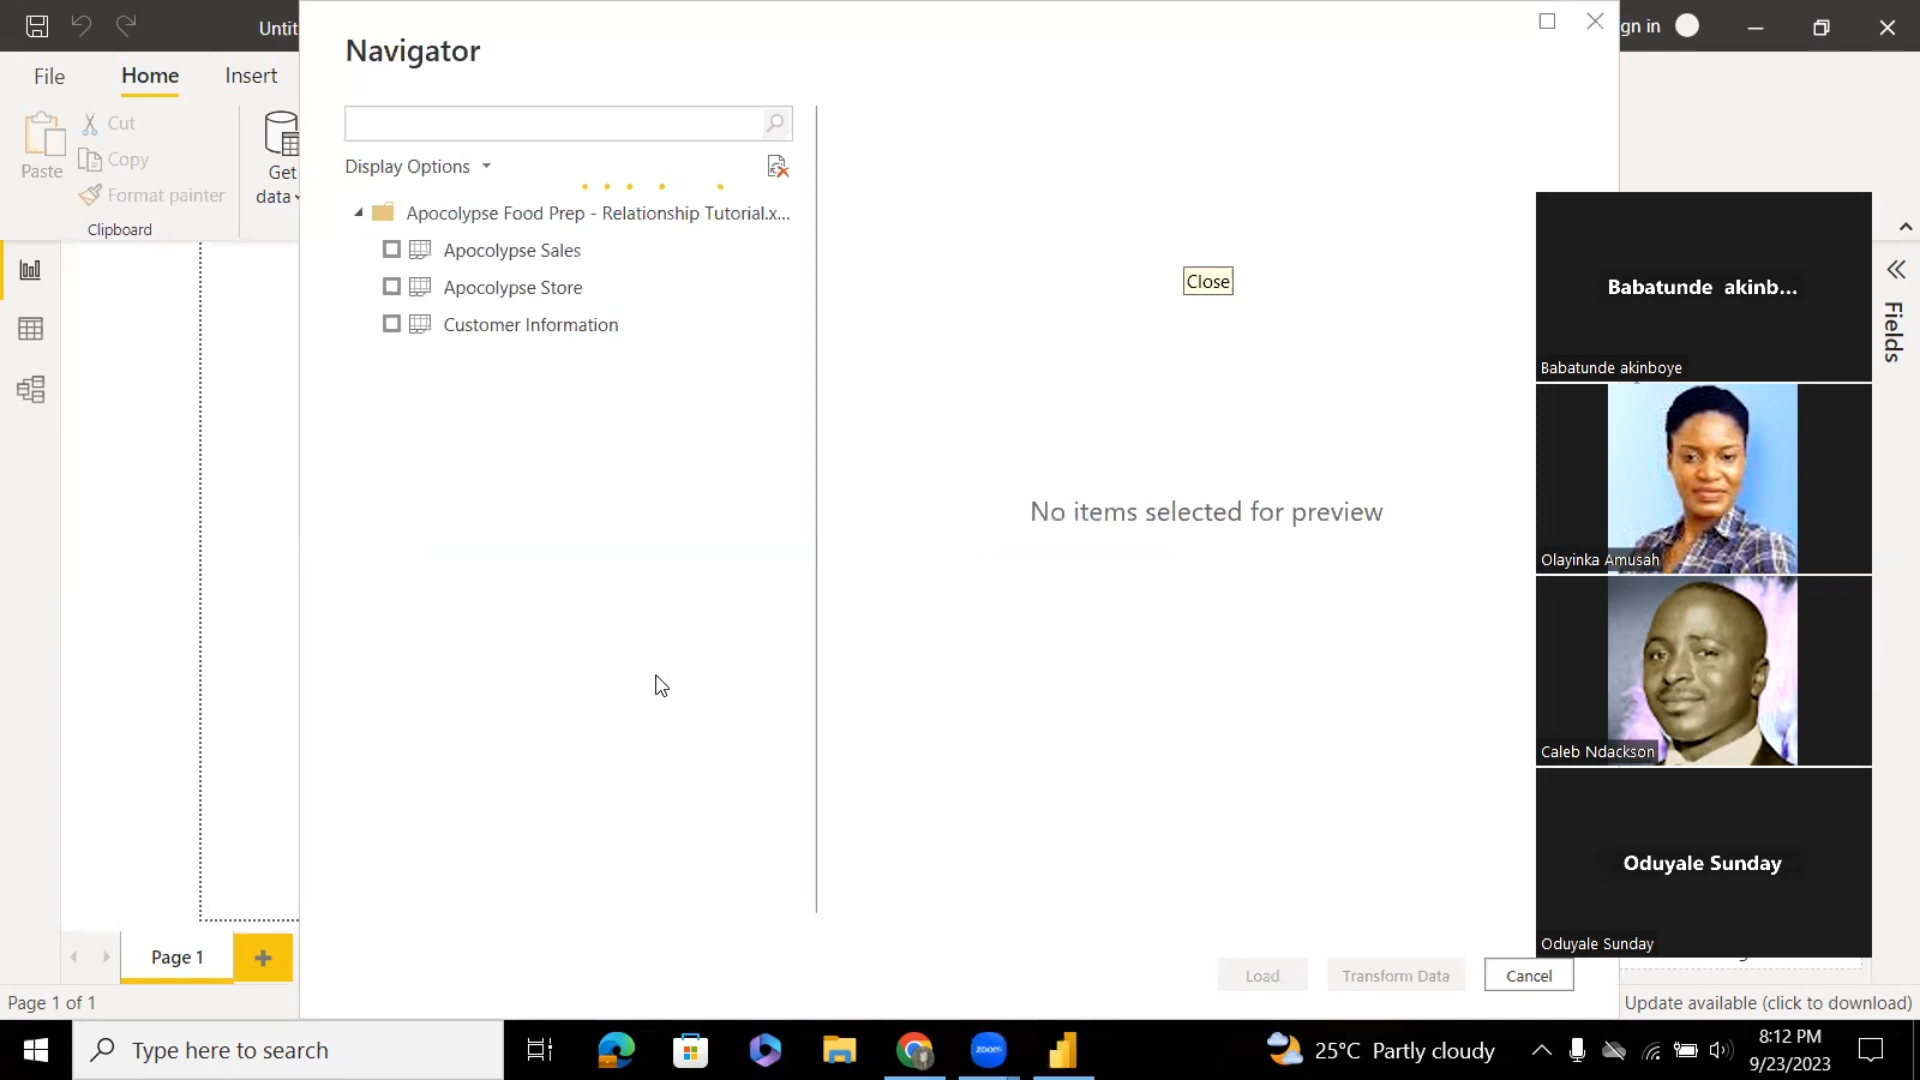 Untit
gn in
Navigator
File
Home
Insert
Paste
Cut
Copy
Format painter
Clipboard
Get
data
Display Options
Apocolypse Food Prep - Relationship Tutorial.x...
Apocolypse Sales
Apocolypse Store
Customer Information
Close
No items selected for preview
Babatunde akinb...
Babatunde akinboye
Olayinka Amusah
Caleb Ndackson
Oduyale Sunday
Oduyale Sunday
Fields
Load
Transform Data
Cancel
Page 1
Page 1 of 1
Update available (click to download)
Type here to search
zoom
25°C Partly cloudy
8:12 PM
9/23/2023